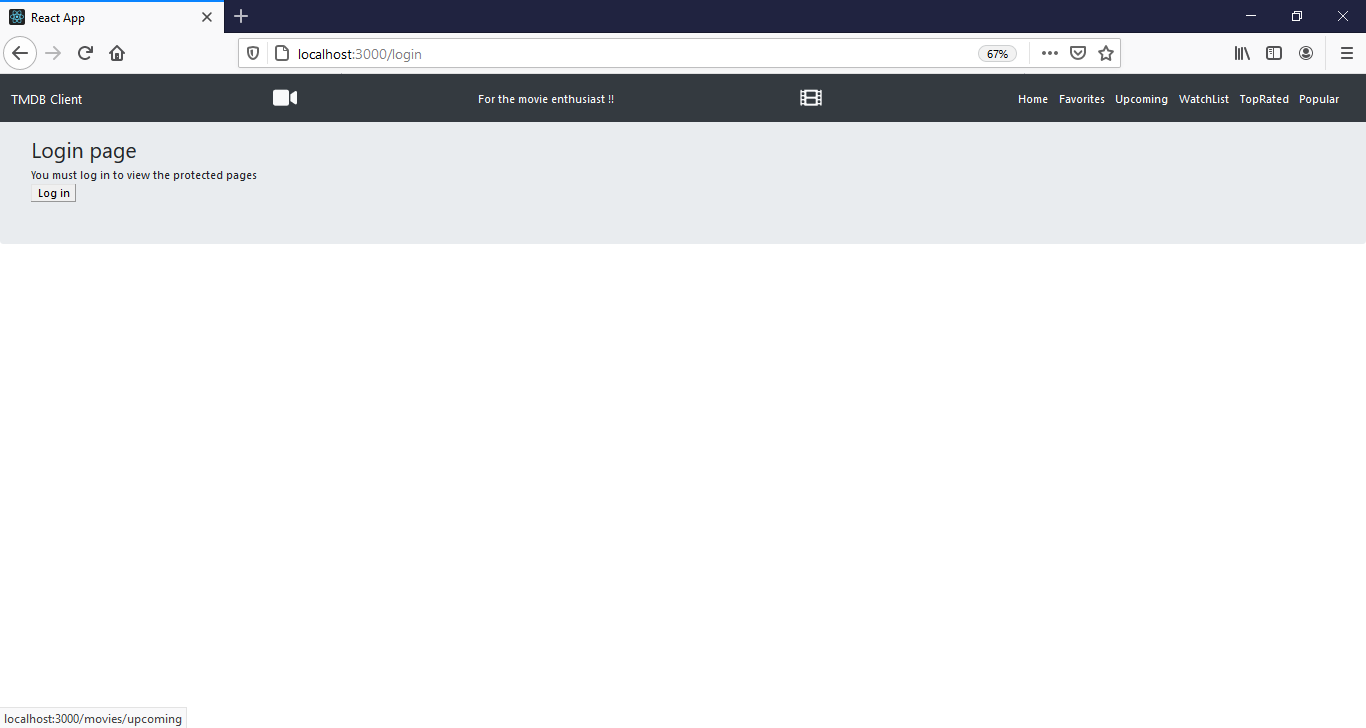 React App
localhost:3000/login
67%
TMDB Client
For the movie enthusiast !!
Home Favorites Upcoming WatchList TopRated Popular
Login page
You must log in to view the protected pages
Log in
localhost:3000/movies/upcoming